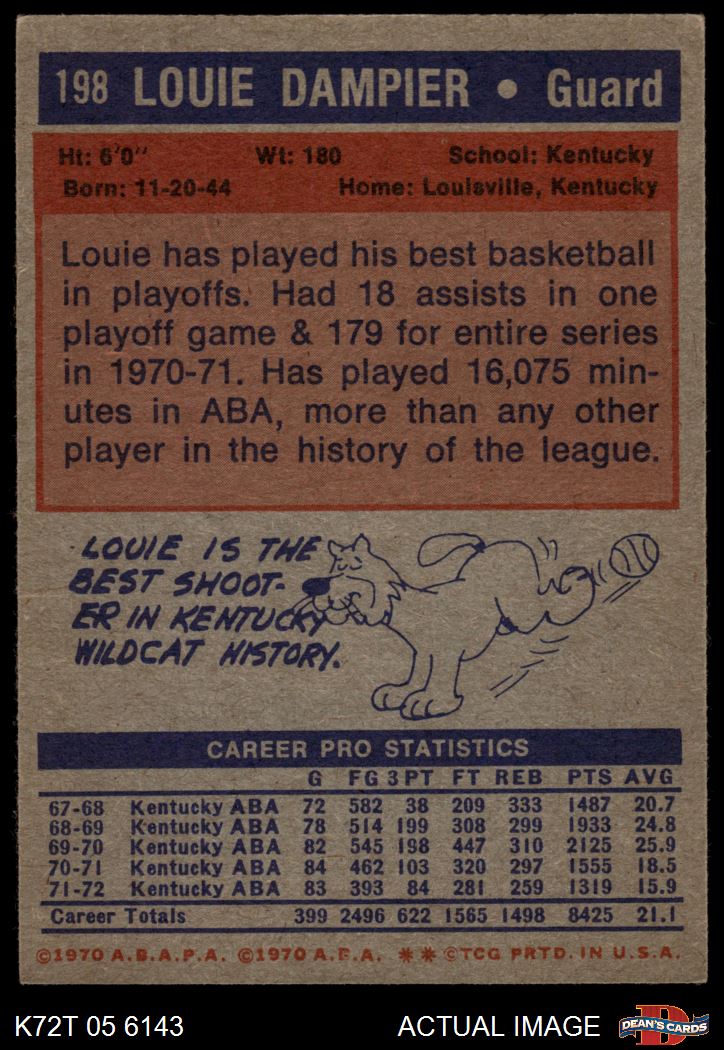 198 LOUIE DAMPIER • Guard
Ht: 6'0" Wt: 180 School: Kentucky
Born: 11-20-44 Home: Louisville, Kentucky
Louie has played his best basketball
in playoffs. Had 18 assists in one
playoff game & 179 for entire series
in 1970-71. Has played 16,075 min-
utes in ABA, more than any other
player in the history of the league.
LOUIE IS THE
BEST SHOOT-
ER IN KENTUCKY
WILDCAT HISTORY.
CAREER PRO STATISTICS
G FG 3PT FT REB PTS AVG
67-68 Kentucky ABA 72 582 38 209 333 1487 20.7
68-69 Kentucky ABA 78 514 199 308 299 1933 24.8
69-70 Kentucky ABA 82 545 198 447 310 2125 25.9
70-71 Kentucky ABA 84 462 103 320 297 1555 18.5
71-72 Kentucky ABA 83 393 84 281 259 1319 15.9
Career Totals 399 2496 622 1565 1498 8425 21.1
©1970 A.B.A.P.A. ©1970 A.B.A. ** ©TCG PRTD. IN U.S.A.
K72T 05 6143 ACTUAL IMAGE DEAN'S CARDS